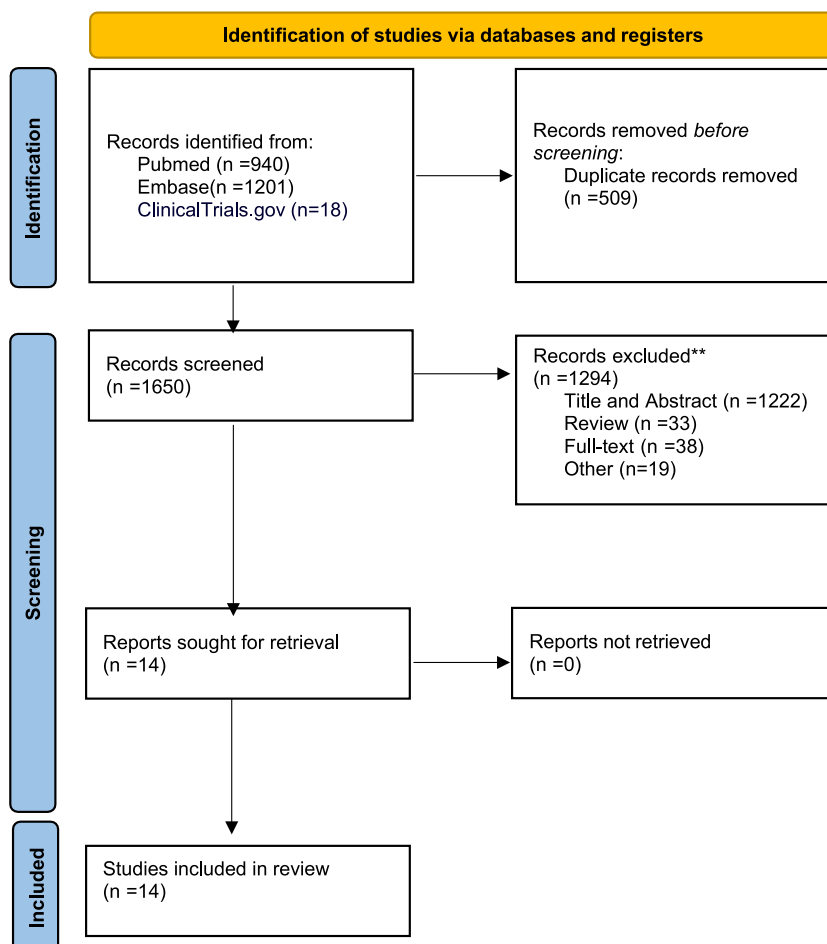 Identification of studies via databases and registers
Identification
Records identified from:
Pubmed (n =940)
Embase(n =1201)
ClinicalTrials.gov (n=18)
Records removed before
screening:
Duplicate records removed
(n =509)
Screening
Records screened
(n =1650)
Records excluded**
(n =1294)
Title and Abstract (n =1222)
Review (n =33)
Full-text (n =38)
Other (n=19)
Reports sought for retrieval
(n =14)
Reports not retrieved
(n =0)
Included
Studies included in review
(n =14)